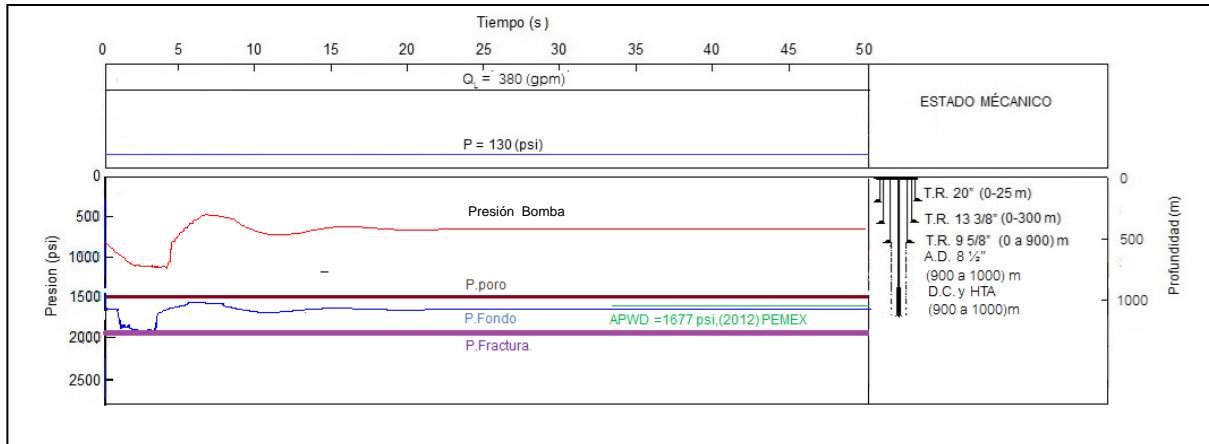 Tiempo (s )
0 5 10 15 20 25 30 35 40 45 50
Q_L = 380 (gpm)
ESTADO MÉCANICO
P = 130 (psi)
0
500
1000
1500
2000
2500
Presion (psi)
Presión Bomba
P.poro
P.Fondo
APWD =1677 psi,(2012) PEMEX
P.Fractura.
T.R. 20" (0-25 m)
T.R. 13 3/8" (0-300 m)
T.R. 9 5/8" (0 a 900) m
A.D. 8 ½"
(900 a 1000) m
D.C. y HTA
(900 a 1000)m
0
500
1000
Profundidad (m)